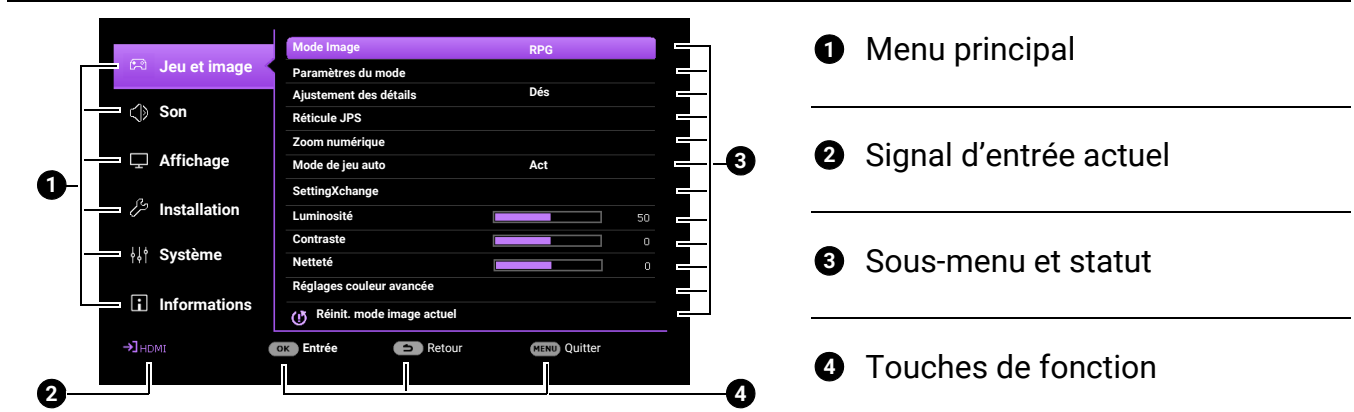 Jeu et image
Son
Affichage
Installation
Système
Informations
Mode Image RPG
Paramètres du mode
Ajustement des détails Dés
Réticule JPS
Zoom numérique
Mode de jeu auto Act
SettingXchange
Luminosité 50
Contraste 0
Netteté 0
Réglages couleur avancée
Réinit. mode image actuel
HDMI OK Entrée Retour MENU Quitter
1
2
3
4
1 Menu principal
2 Signal d’entrée actuel
3 Sous-menu et statut
4 Touches de fonction